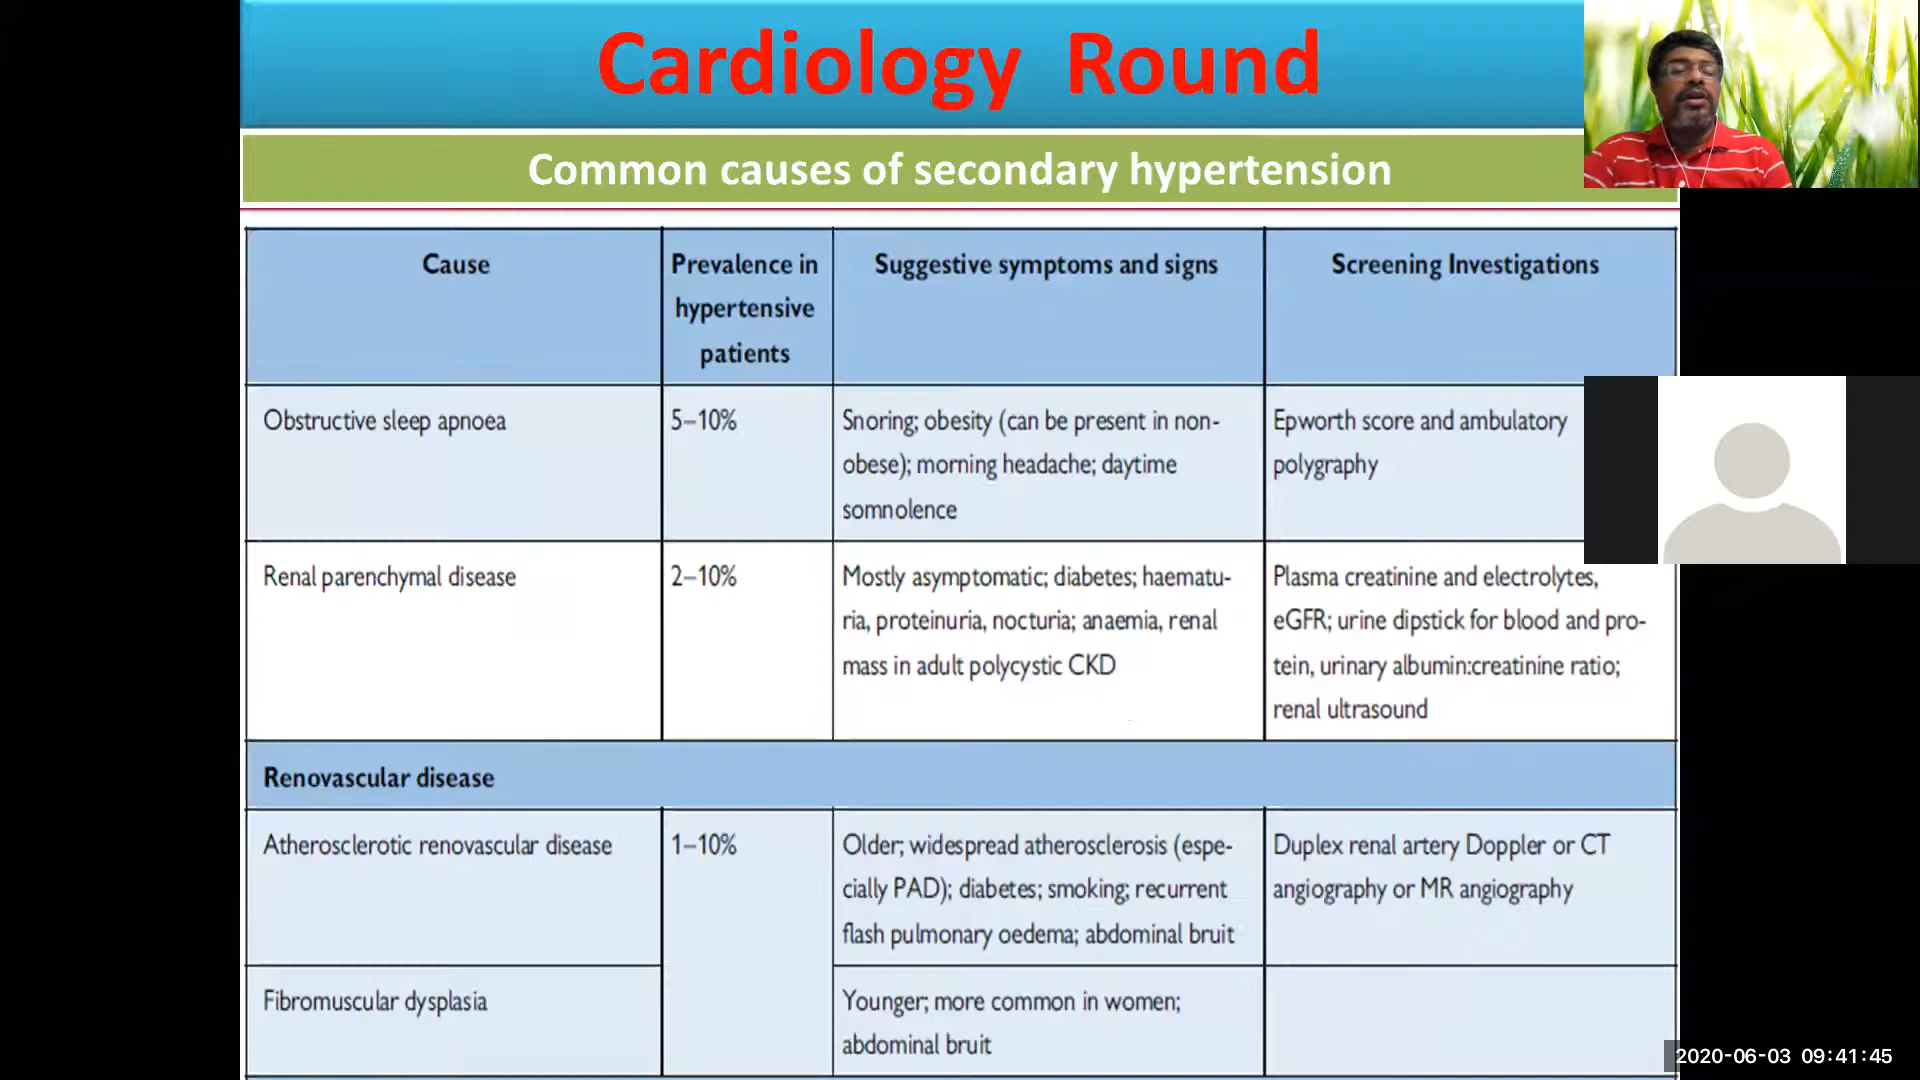 Cardiology Round
Common causes of secondary hypertension
Cause
Prevalence in
hypertensive
patients
Suggestive symptoms and signs
Screening Investigations
Obstructive sleep apnoea
5–10%
Snoring; obesity (can be present in non-
obese); morning headache; daytime
somnolence
Epworth score and ambulatory
polygraphy
Renal parenchymal disease
2–10%
Mostly asymptomatic; diabetes; haematu-
ria, proteinuria, nocturia; anaemia, renal
mass in adult polycystic CKD
Plasma creatinine and electrolytes,
eGFR; urine dipstick for blood and pro-
tein, urinary albumin:creatinine ratio;
renal ultrasound
Renovascular disease
Atherosclerotic renovascular disease
1–10%
Older; widespread atherosclerosis (espe-
cially PAD); diabetes; smoking; recurrent
flash pulmonary oedema; abdominal bruit
Duplex renal artery Doppler or CT
angiography or MR angiography
Fibromuscular dysplasia
Younger; more common in women;
abdominal bruit
2020-06-03 09:41:45